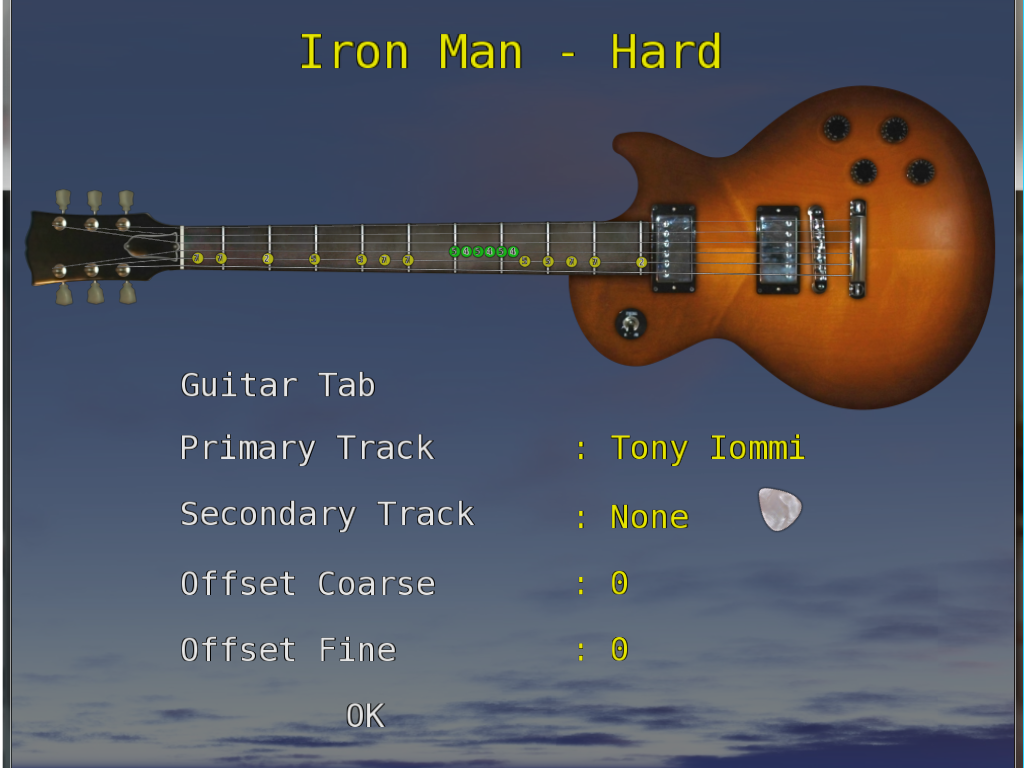 Iron Man - Hard
Guitar Tab
Primary Track : Tony Iommi
Secondary Track : None
Offset Coarse : 0
Offset Fine : 0
OK